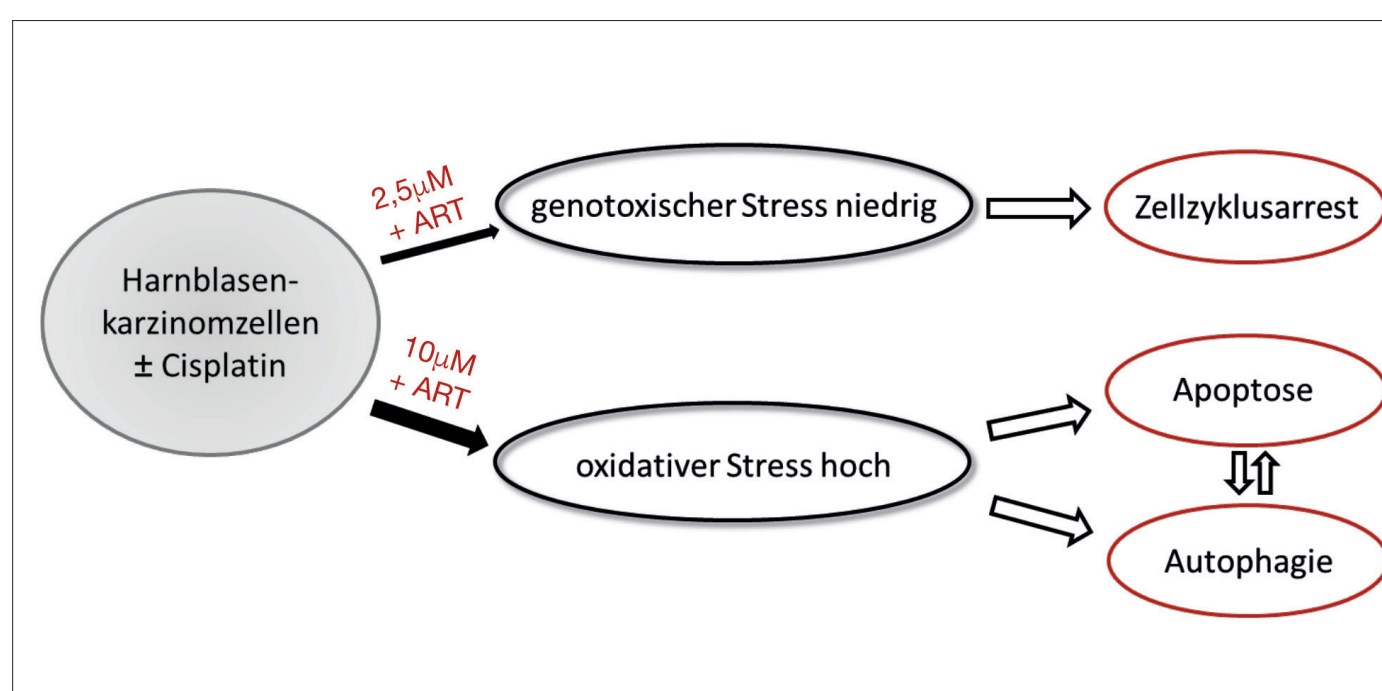 Harnblasen-
karzinomzellen
± Cisplatin
2,5µM
+ ART
genotoxischer Stress niedrig
Zellzyklusarrest
10µM
+ ART
oxidativer Stress hoch
Apoptose
Autophagie